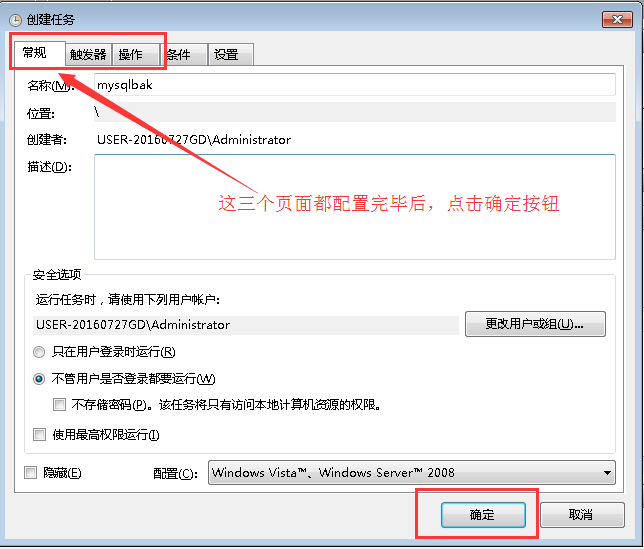 创建任务
常规 触发器 操作 条件 设置
名称(M): mysqlbak
位置: \
创建者: USER-20160727GD\Administrator
描述(D):
这三个页面都配置完毕后，点击确定按钮
安全选项
运行任务时，请使用下列用户帐户:
USER-20160727GD\Administrator 更改用户或组(U)...
只在用户登录时运行(R)
不管用户是否登录都要运行(W)
不存储密码(P)。该任务将只有访问本地计算机资源的权限。
使用最高权限运行(I)
隐藏(E) 配置(C): Windows Vista™、Windows Server™ 2008
确定 取消